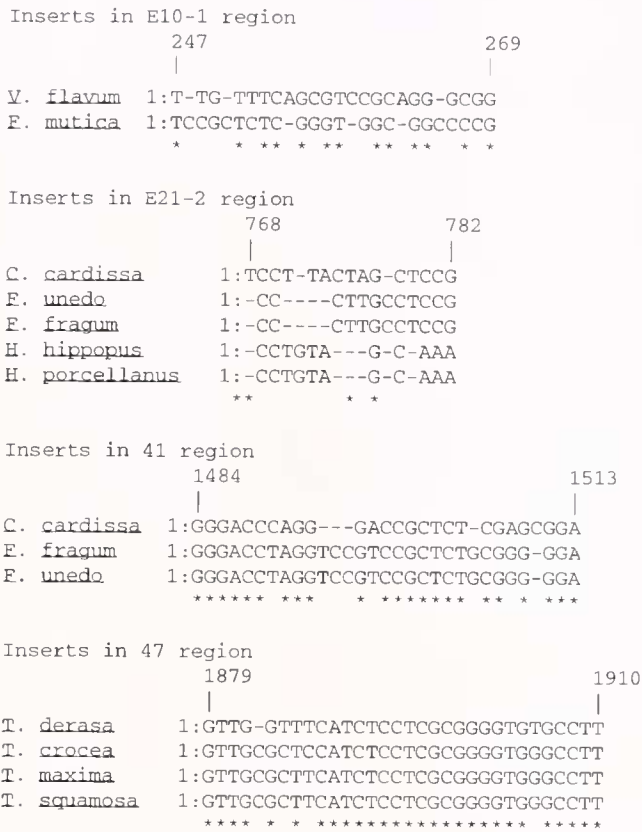 Inserts in E10-1 region
247 269
V. flavum 1:T-TG-TTTCAGCGTCCGCAGG-GCGG
F. mutica 1:TCCGCTCTC-GGGT-GGC-GGCCCCG
* * ** * ** ** ** * *
Inserts in E21-2 region
768 782
C. cardissa 1:TCCT-TACTAG-CTCCG
F. unedo 1:-CC----CTTGCCTCCG
F. fragum 1:-CC----CTTGCCTCCG
H. hippopus 1:-CCTGTA---G-C-AAA
H. porcellanus 1:-CCTGTA---G-C-AAA
** * *
Inserts in 41 region
1484 1513
C. cardissa 1:GGGACCCAGG---GACCGCTCT-CGAGCGGA
F. fragum 1:GGGACCTAGGTCCGTCCGCTCTGCGGG-GGA
F. unedo 1:GGGACCTAGGTCCGTCCGCTCTGCGGG-GGA
****** *** * ******* ** * ***
Inserts in 47 region
1879 1910
T. derasa 1:GTTG-GTTTCATCTCCTCGCGGGGTGTGCCTT
T. crocea 1:GTTGCGCTCCATCTCCTCGCGGGGTGGGCCTT
T. maxima 1:GTTGCGCTTCATCTCCTCGCGGGGTGGGCCTT
T. squamosa 1:GTTGCGCTTCATCTCCTCGCGGGGTGGGCCTT
**** * * ***************** *****